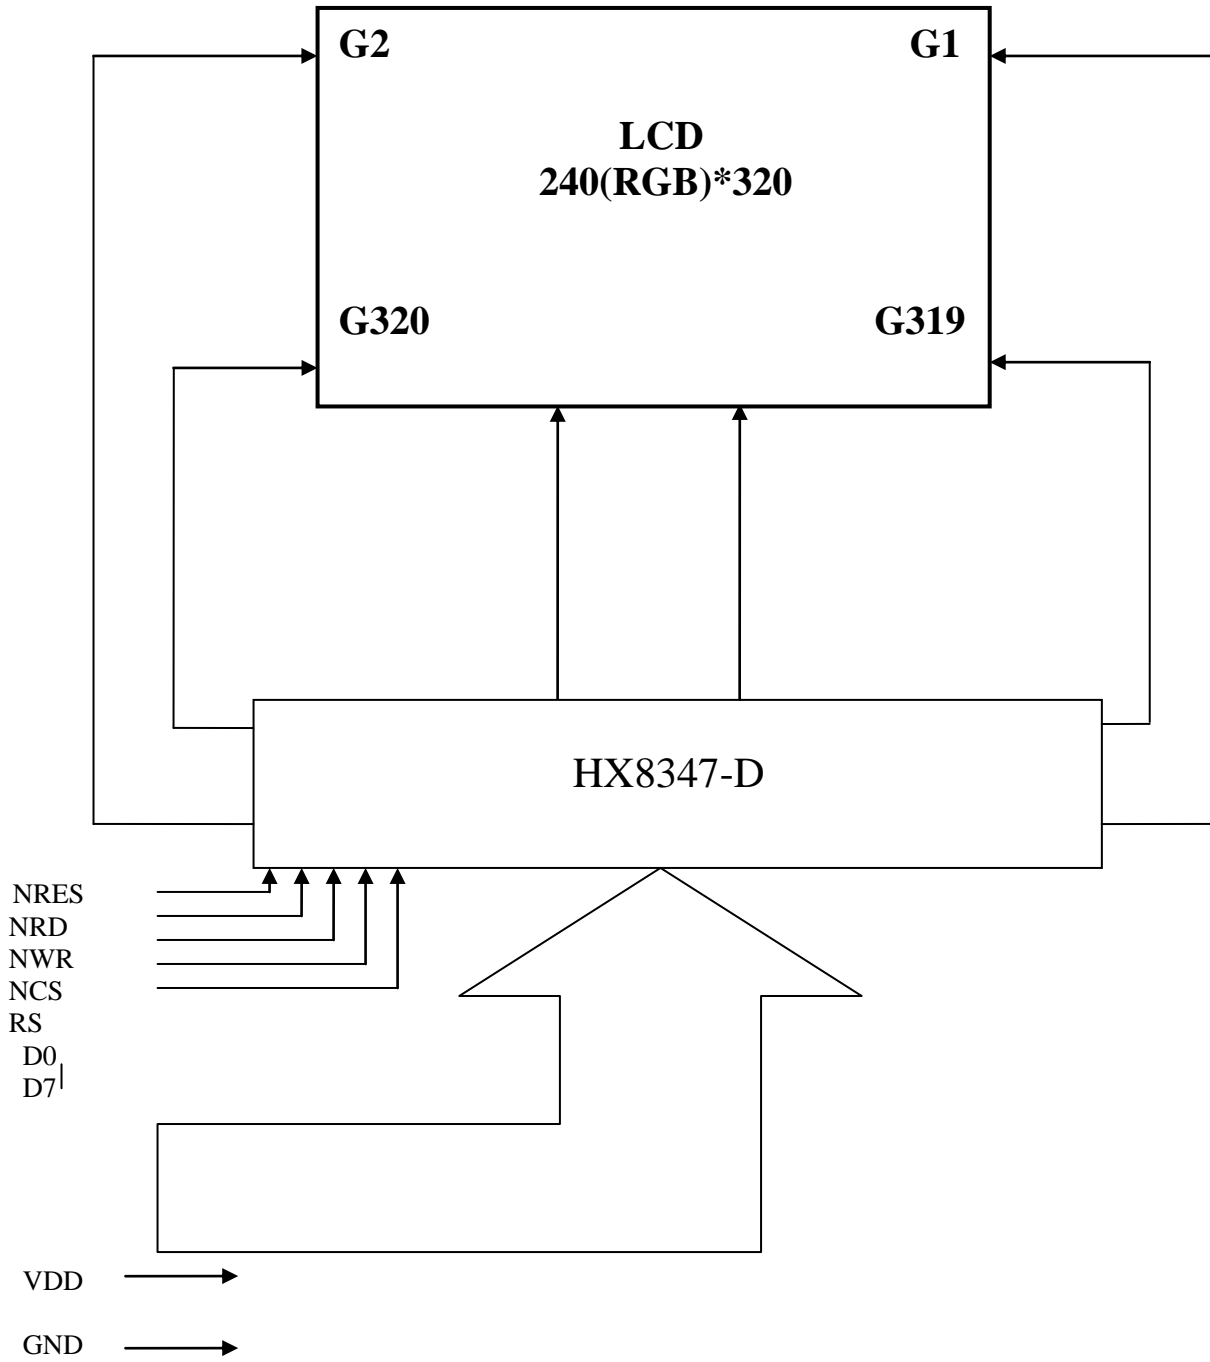 G2 G1
LCD
240(RGB)*320
G320 G319
HX8347-D
NRES
NRD
NWR
NCS
RS
D0
D7
VDD
GND